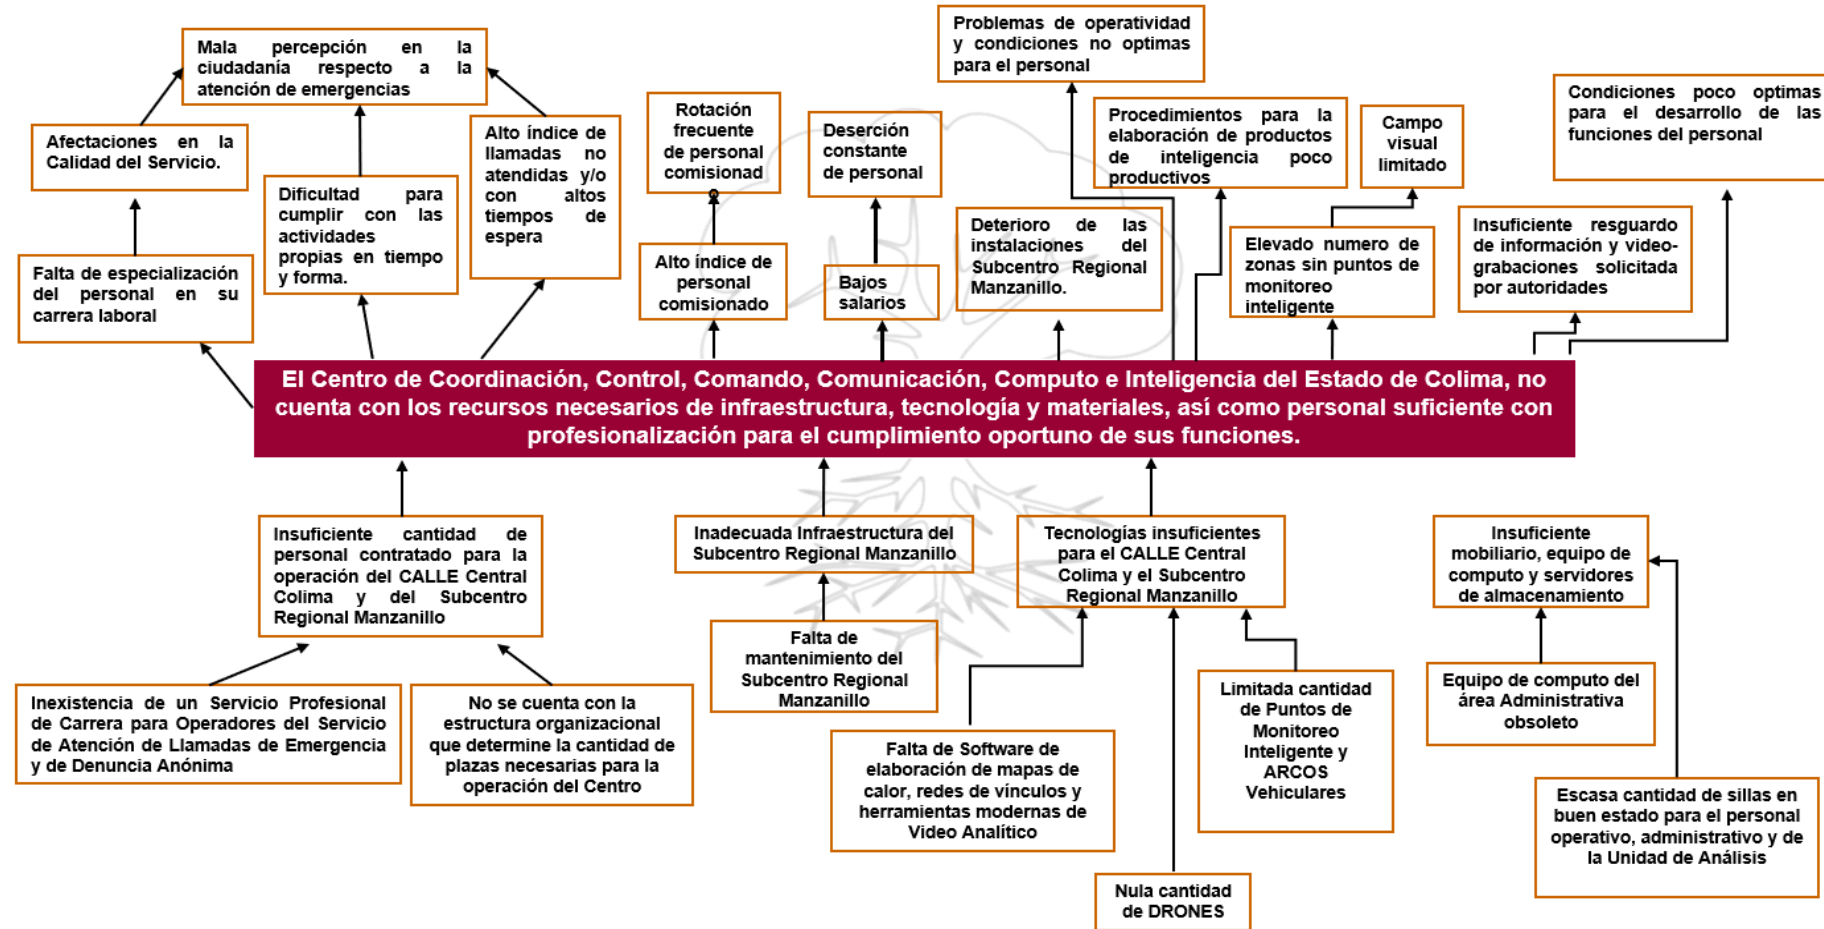 Mala percepción en la
ciudadanía respecto a la
atención de emergencias
Problemas de operatividad
y condiciones no optimas
para el personal
Afectaciones en la
Calidad del Servicio.
Dificultad para
cumplir con las
actividades
propias en tiempo
y forma.
Alto índice de
llamadas no
atendidas y/o
con altos
tiempos de
espera
Rotación
frecuente
de personal
comisionad
Deserción
constante
de personal
Procedimientos para la
elaboración de productos
de inteligencia poco
productivos
Campo
visual
limitado
Condiciones poco optimas
para el desarrollo de las
funciones del personal
Falta de especialización
del personal en su
carrera laboral
Alto índice de
personal
comisionado
Bajos
salarios
Deterioro de las
instalaciones del
Subcentro Regional
Manzanillo.
Elevado numero de
zonas sin puntos de
monitoreo
inteligente
Insuficiente resguardo
de información y video-
grabaciones solicitada
por autoridades
El Centro de Coordinación, Control, Comando, Comunicación, Computo e Inteligencia del Estado de Colima, no
cuenta con los recursos necesarios de infraestructura, tecnología y materiales, así como personal suficiente con
profesionalización para el cumplimiento oportuno de sus funciones.
Insuficiente cantidad de
personal contratado para la
operación del CALLE Central
Colima y del Subcentro
Regional Manzanillo
Inadecuada Infraestructura del
Subcentro Regional Manzanillo
Tecnologías insuficientes
para el CALLE Central
Colima y el Subcentro
Regional Manzanillo
Insuficiente
mobiliario, equipo de
computo y servidores
de almacenamiento
Inexistencia de un Servicio Profesional
de Carrera para Operadores del Servicio
de Atención de Llamadas de Emergencia
y de Denuncia Anónima
No se cuenta con la
estructura organizacional
que determine la cantidad de
plazas necesarias para la
operación del Centro
Falta de
mantenimiento del
Subcentro Regional
Manzanillo
Falta de Software de
elaboración de mapas de
calor, redes de vínculos y
herramientas modernas de
Video Analítico
Nula cantidad
de DRONES
Limitada cantidad
de Puntos de
Monitoreo
Inteligente y
ARCOS
Vehiculares
Equipo de computo del
área Administrativa
obsoleto
Escasa cantidad de sillas en
buen estado para el personal
operativo, administrativo y de
la Unidad de Análisis